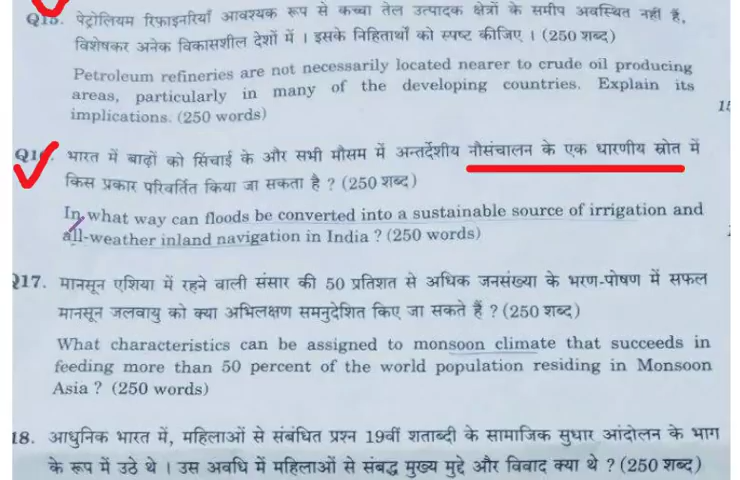 Q15. पेट्रोलियम रिफ़ाइनरियाँ आवश्यक रूप से कच्चा तेल उत्पादक क्षेत्रों के समीप अवस्थित नहीं हैं,
विशेषकर अनेक विकासशील देशों में । इसके निहितार्थों को स्पष्ट कीजिए । (250 शब्द)
Petroleum refineries are not necessarily located nearer to crude oil producing
areas, particularly in many of the developing countries. Explain its
implications. (250 words)
15
Q16. भारत में बाढ़ों को सिंचाई के और सभी मौसम में अन्तर्देशीय नौसंचालन के एक धारणीय स्रोत में
किस प्रकार परिवर्तित किया जा सकता है ? (250 शब्द)
In what way can floods be converted into a sustainable source of irrigation and
all-weather inland navigation in India ? (250 words)
Q17. मानसून एशिया में रहने वाली संसार की 50 प्रतिशत से अधिक जनसंख्या के भरण-पोषण में सफल
मानसून जलवायु को क्या अभिलक्षण समनुदेशित किए जा सकते हैं ? (250 शब्द)
What characteristics can be assigned to monsoon climate that succeeds in
feeding more than 50 percent of the world population residing in Monsoon
Asia ? (250 words)
18. आधुनिक भारत में, महिलाओं से संबंधित प्रश्न 19वीं शताब्दी के सामाजिक सुधार आंदोलन के भाग
के रूप में उठे थे । उस अवधि में महिलाओं से संबद्ध मुख्य मुद्दे और विवाद क्या थे ? (250 शब्द)